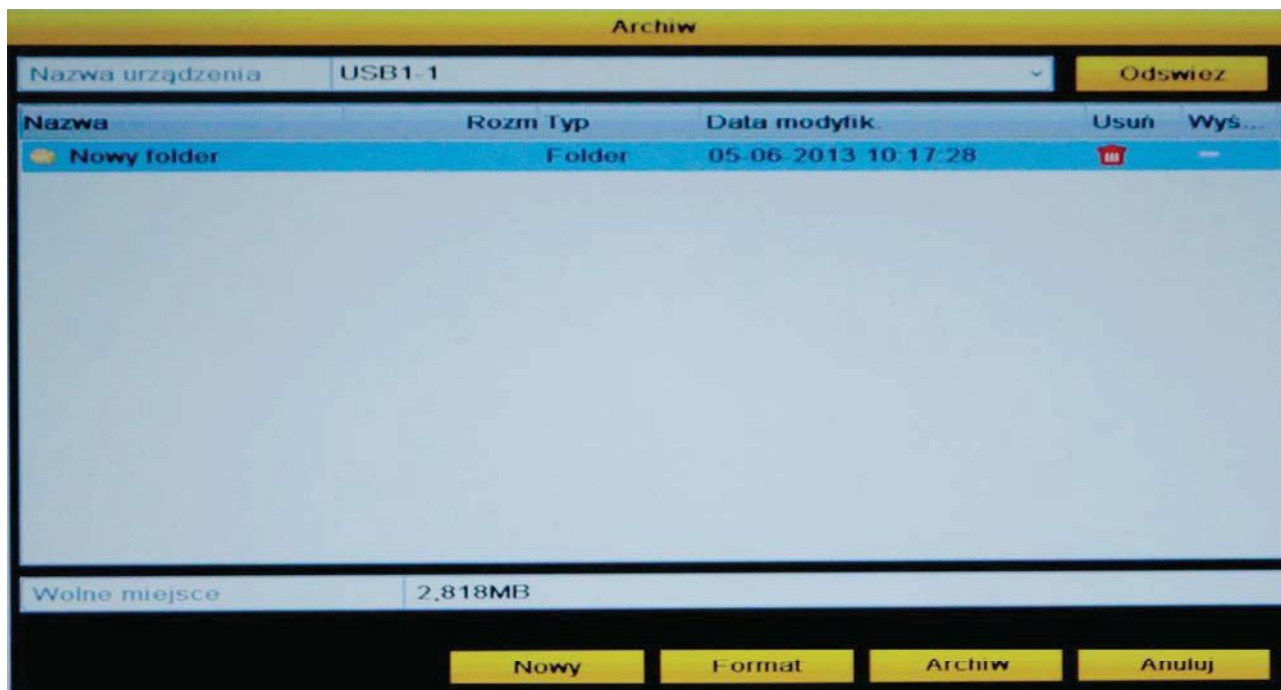 Archiw
Nazwa urządzenia USB1-1 Odswiez
Nazwa Rozm Typ Data modyfik. Usuń Wyś...
Nowy folder Folder 05-06-2013 10:17:28
Wolne miejsce 2,818MB
Nowy Format Archiw Anuluj